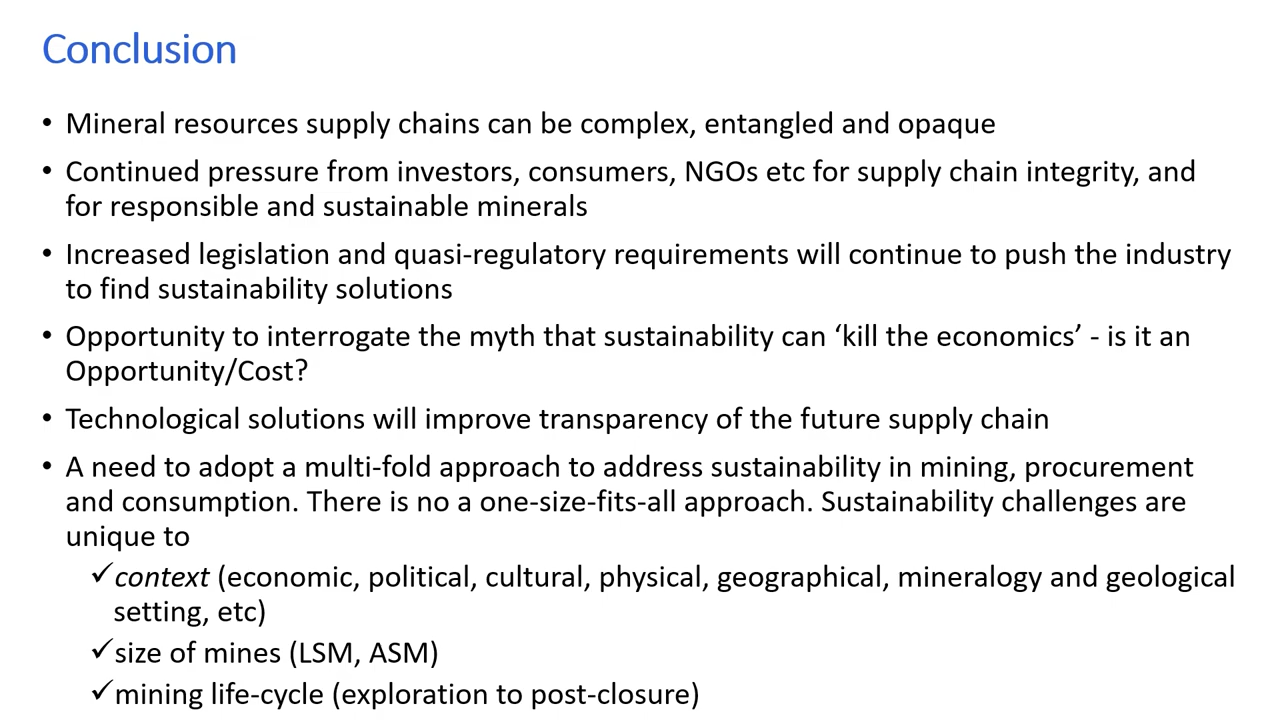 Conclusion
• Mineral resources supply chains can be complex, entangled and opaque
• Continued pressure from investors, consumers, NGOs etc for supply chain integrity, and
for responsible and sustainable minerals
• Increased legislation and quasi-regulatory requirements will continue to push the industry
to find sustainability solutions
• Opportunity to interrogate the myth that sustainability can ‘kill the economics’ - is it an
Opportunity/Cost?
• Technological solutions will improve transparency of the future supply chain
• A need to adopt a multi-fold approach to address sustainability in mining, procurement
and consumption. There is no a one-size-fits-all approach. Sustainability challenges are
unique to
✓context (economic, political, cultural, physical, geographical, mineralogy and geological
setting, etc)
✓size of mines (LSM, ASM)
✓mining life-cycle (exploration to post-closure)